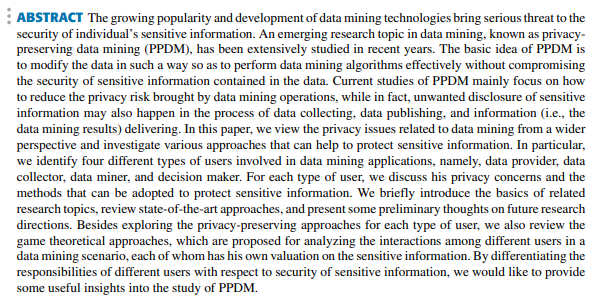 ABSTRACT The growing popularity and development of data mining technologies bring serious threat to the
security of individual's sensitive information. An emerging research topic in data mining, known as privacy-
preserving data mining (PPDM), has been extensively studied in recent years. The basic idea of PPDM is
to modify the data in such a way so as to perform data mining algorithms effectively without compromising
the security of sensitive information contained in the data. Current studies of PPDM mainly focus on how
to reduce the privacy risk brought by data mining operations, while in fact, unwanted disclosure of sensitive
information may also happen in the process of data collecting, data publishing, and information (i.e., the
data mining results) delivering. In this paper, we view the privacy issues related to data mining from a wider
perspective and investigate various approaches that can help to protect sensitive information. In particular,
we identify four different types of users involved in data mining applications, namely, data provider, data
collector, data miner, and decision maker. For each type of user, we discuss his privacy concerns and the
methods that can be adopted to protect sensitive information. We briefly introduce the basics of related
research topics, review state-of-the-art approaches, and present some preliminary thoughts on future research
directions. Besides exploring the privacy-preserving approaches for each type of user, we also review the
game theoretical approaches, which are proposed for analyzing the interactions among different users in a
data mining scenario, each of whom has his own valuation on the sensitive information. By differentiating the
responsibilities of different users with respect to security of sensitive information, we would like to provide
some useful insights into the study of PPDM.